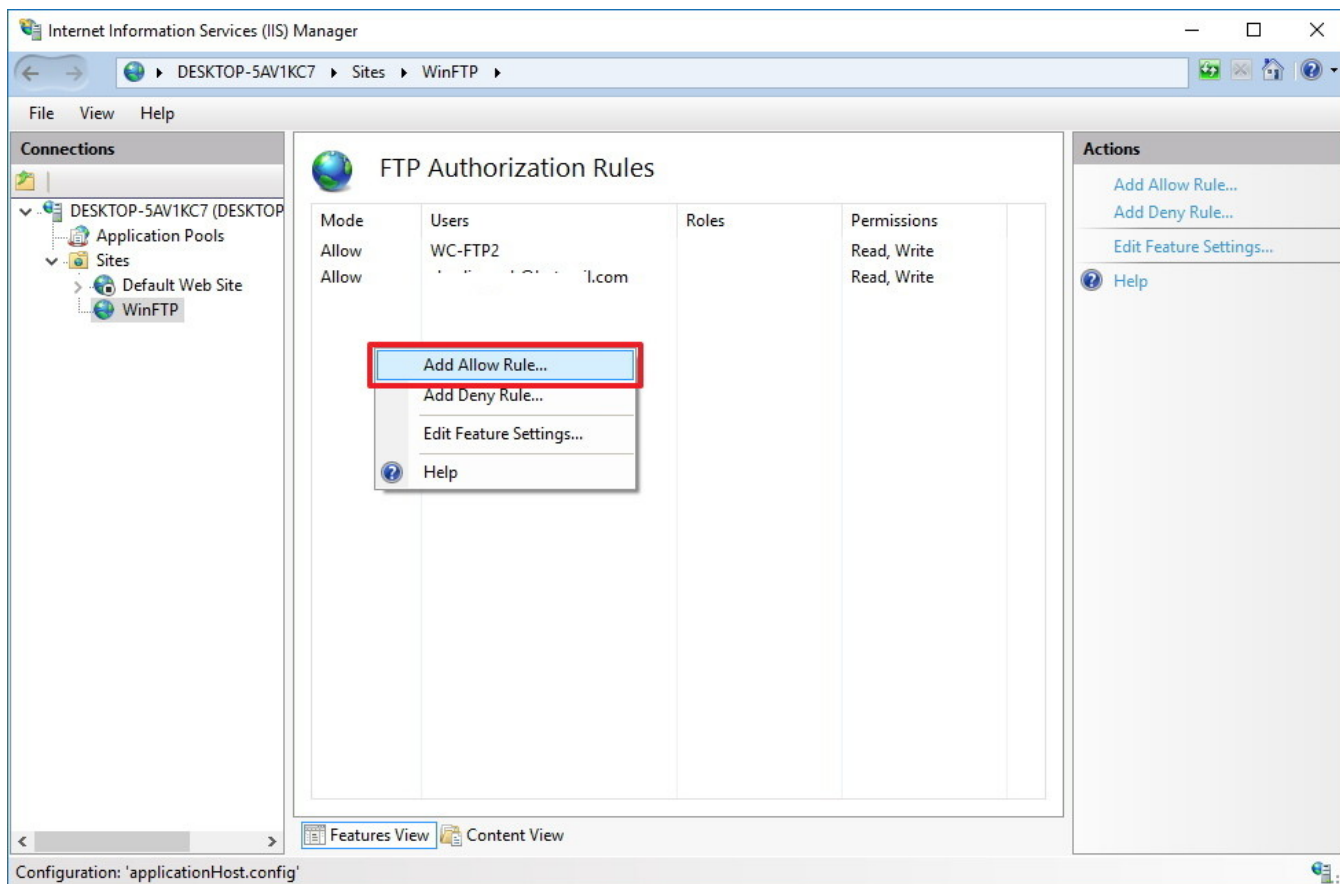 Internet Information Services (IIS) Manager
DESKTOP-5AV1KC7 Sites WinFTP
File View Help
Connections
DESKTOP-5AV1KC7 (DESKTOP
Application Pools
Sites
Default Web Site
WinFTP
FTP Authorization Rules
Mode Users Roles Permissions
Allow WC-FTP2 Read, Write
Allow l.com Read, Write
Add Allow Rule...
Add Deny Rule...
Edit Feature Settings...
Help
Actions
Add Allow Rule...
Add Deny Rule...
Edit Feature Settings...
Help
Features View Content View
Configuration: 'applicationHost.config'